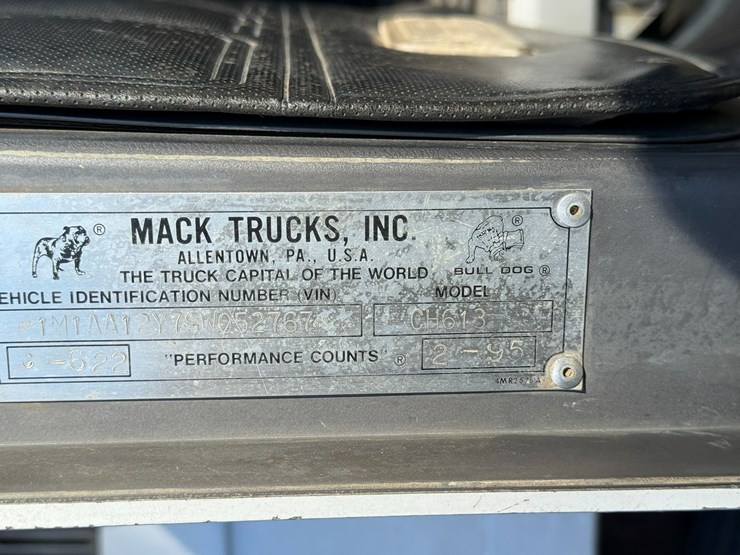 MACK TRUCKS, INC.
ALLENTOWN, PA., U.S.A.
THE TRUCK CAPITAL OF THE WORLD
® ® BULL DOG ®
EHICLE IDENTIFICATION NUMBER (VIN) MODEL
CH613
"PERFORMANCE COUNTS" ® 2-95